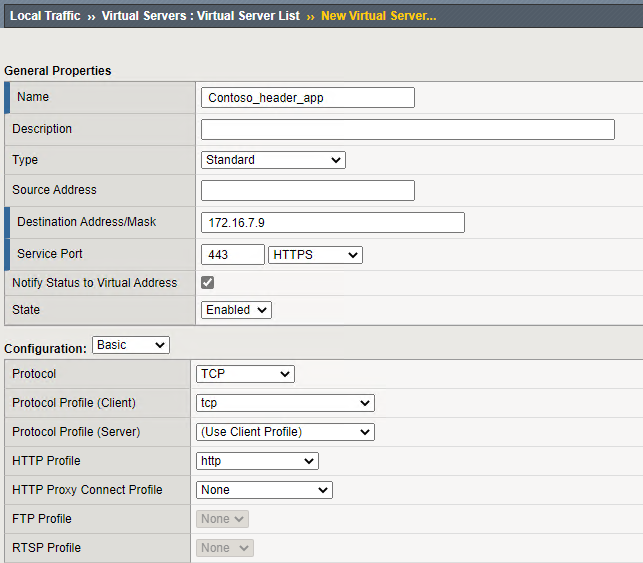 Local Traffic ›› Virtual Servers : Virtual Server List ›› New Virtual Server...
General Properties
Name Contoso_header_app
Description
Type Standard
Source Address
Destination Address/Mask 172.16.7.9
Service Port 443 HTTPS
Notify Status to Virtual Address
State Enabled
Configuration: Basic
Protocol TCP
Protocol Profile (Client) tcp
Protocol Profile (Server) (Use Client Profile)
HTTP Profile http
HTTP Proxy Connect Profile None
FTP Profile None
RTSP Profile None